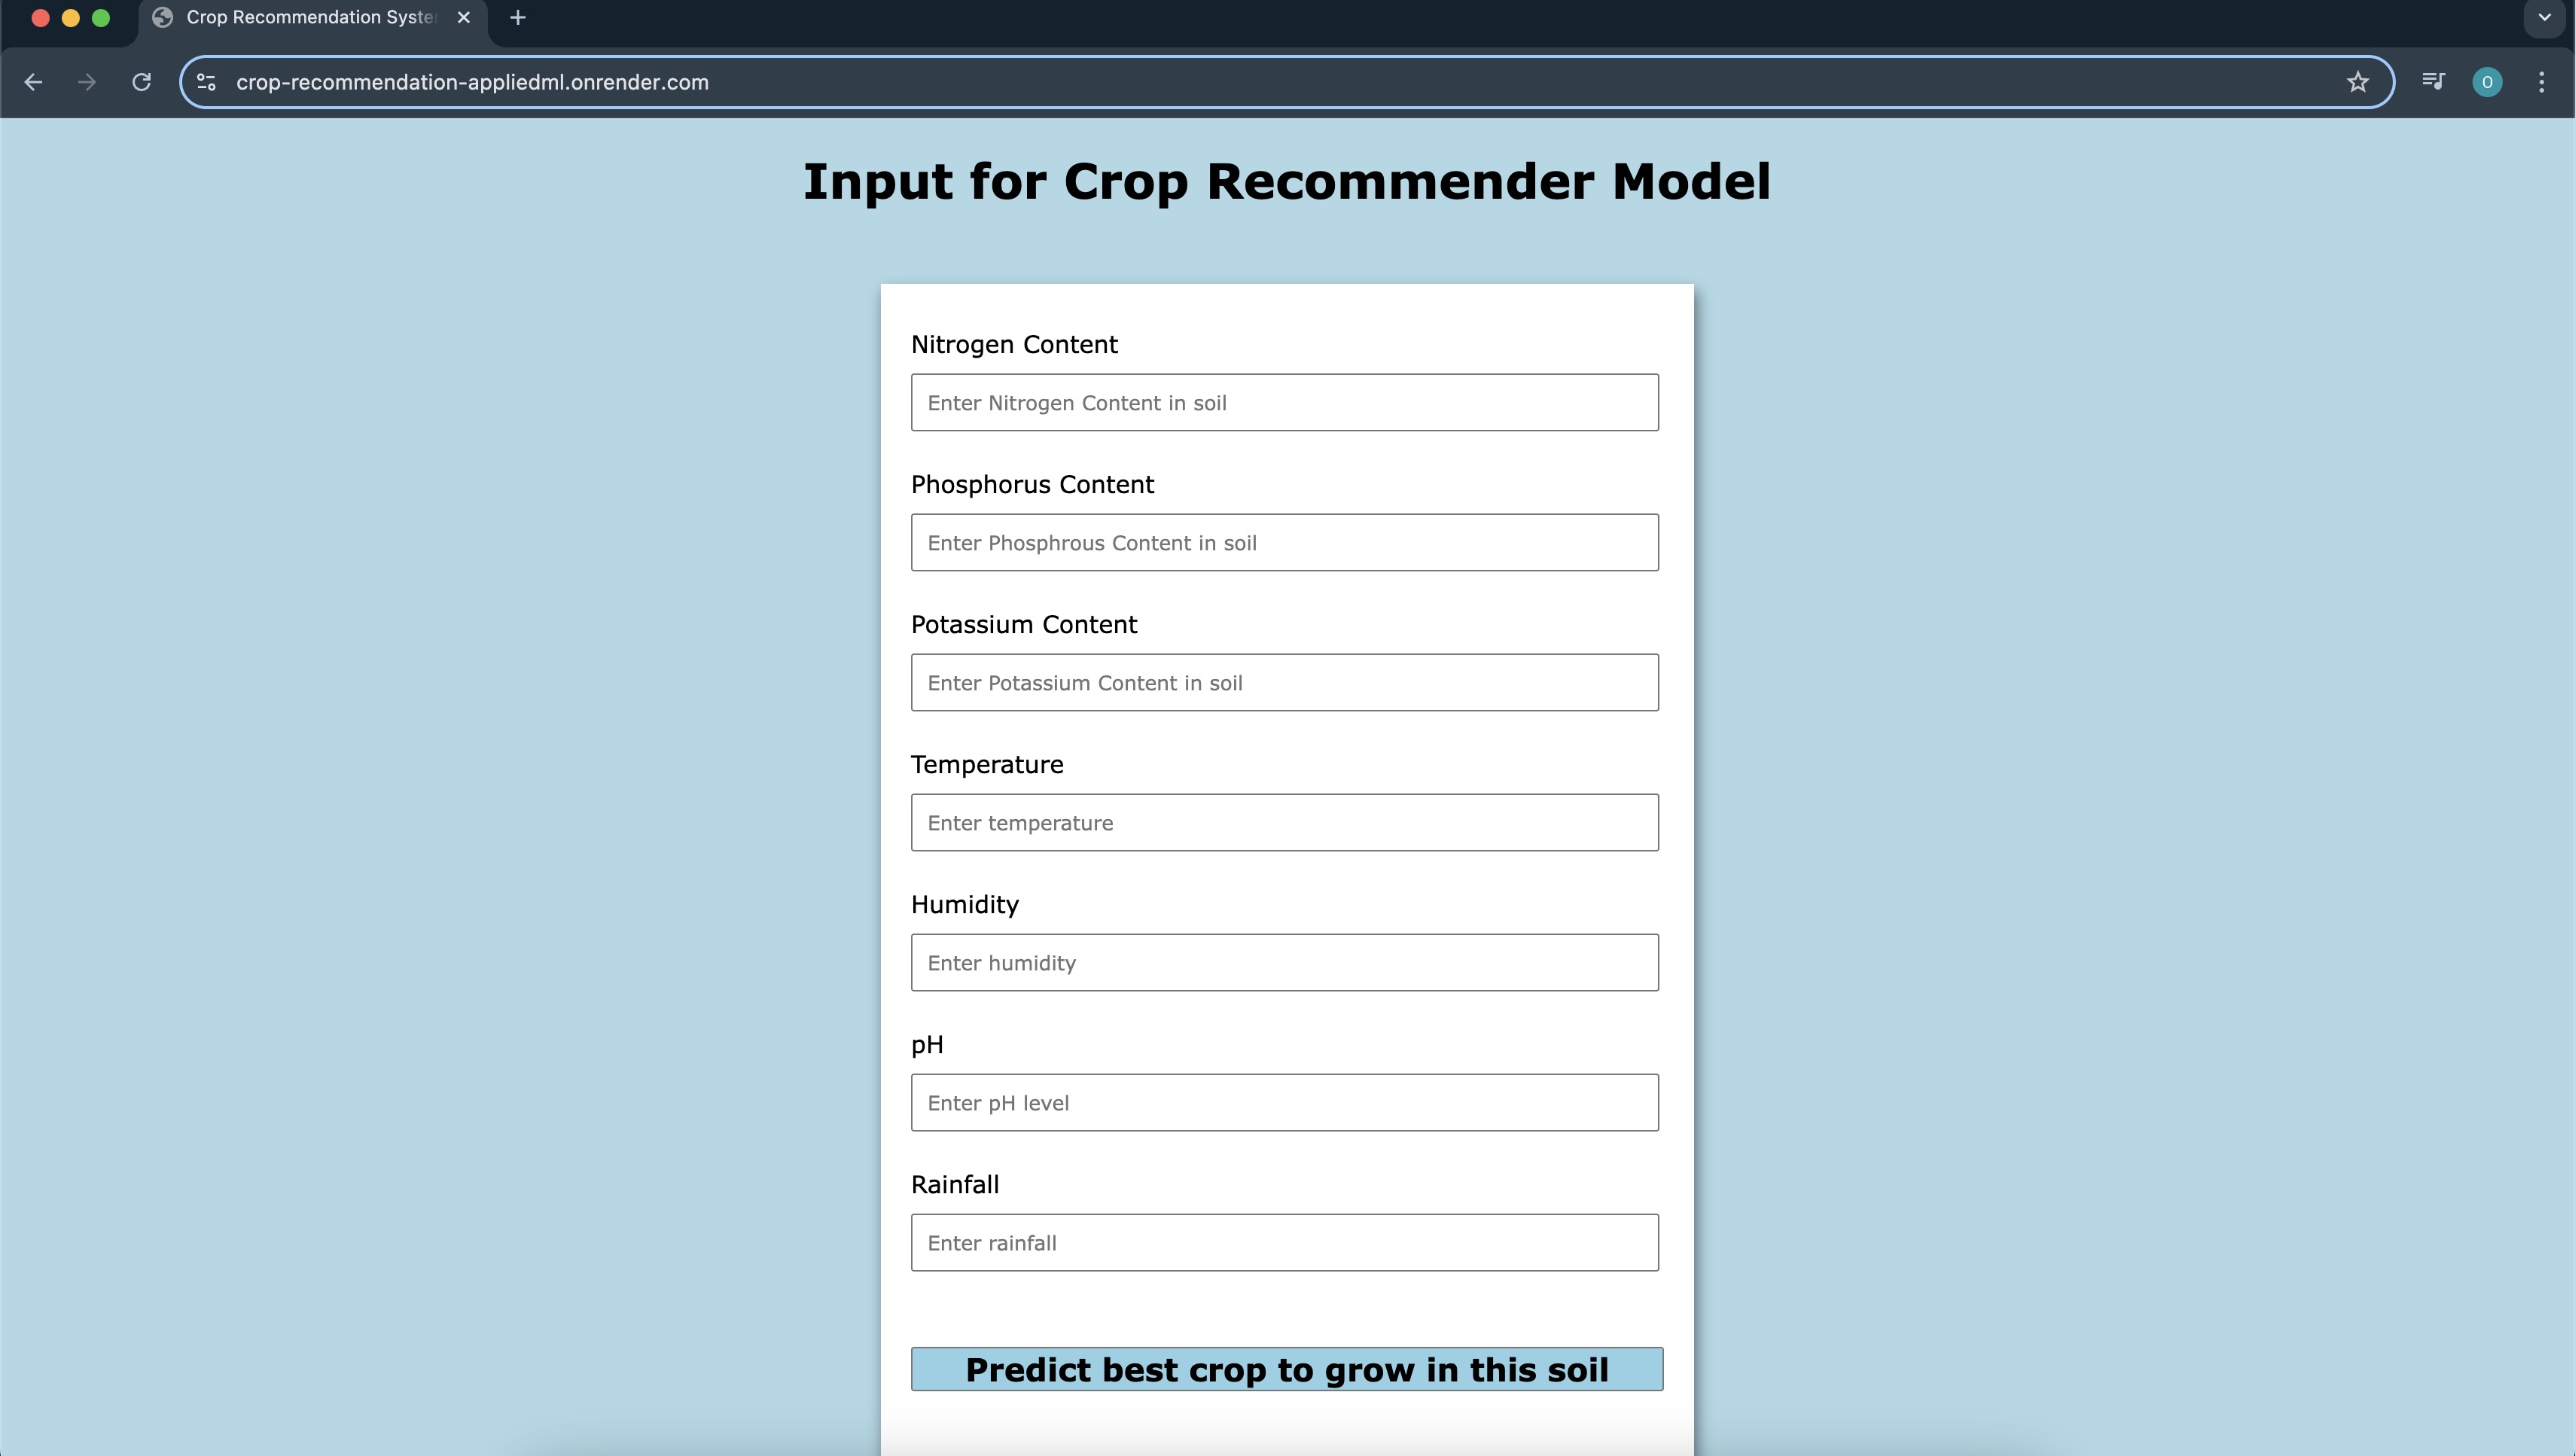 Crop Recommendation Syste
crop-recommendation-appliedml.onrender.com
O
Input for Crop Recommender Model
Nitrogen Content
Enter Nitrogen Content in soil
Phosphorus Content
Enter Phosphrous Content in soil
Potassium Content
Enter Potassium Content in soil
Temperature
Enter temperature
Humidity
Enter humidity
pH
Enter pH level
Rainfall
Enter rainfall
Predict best crop to grow in this soil